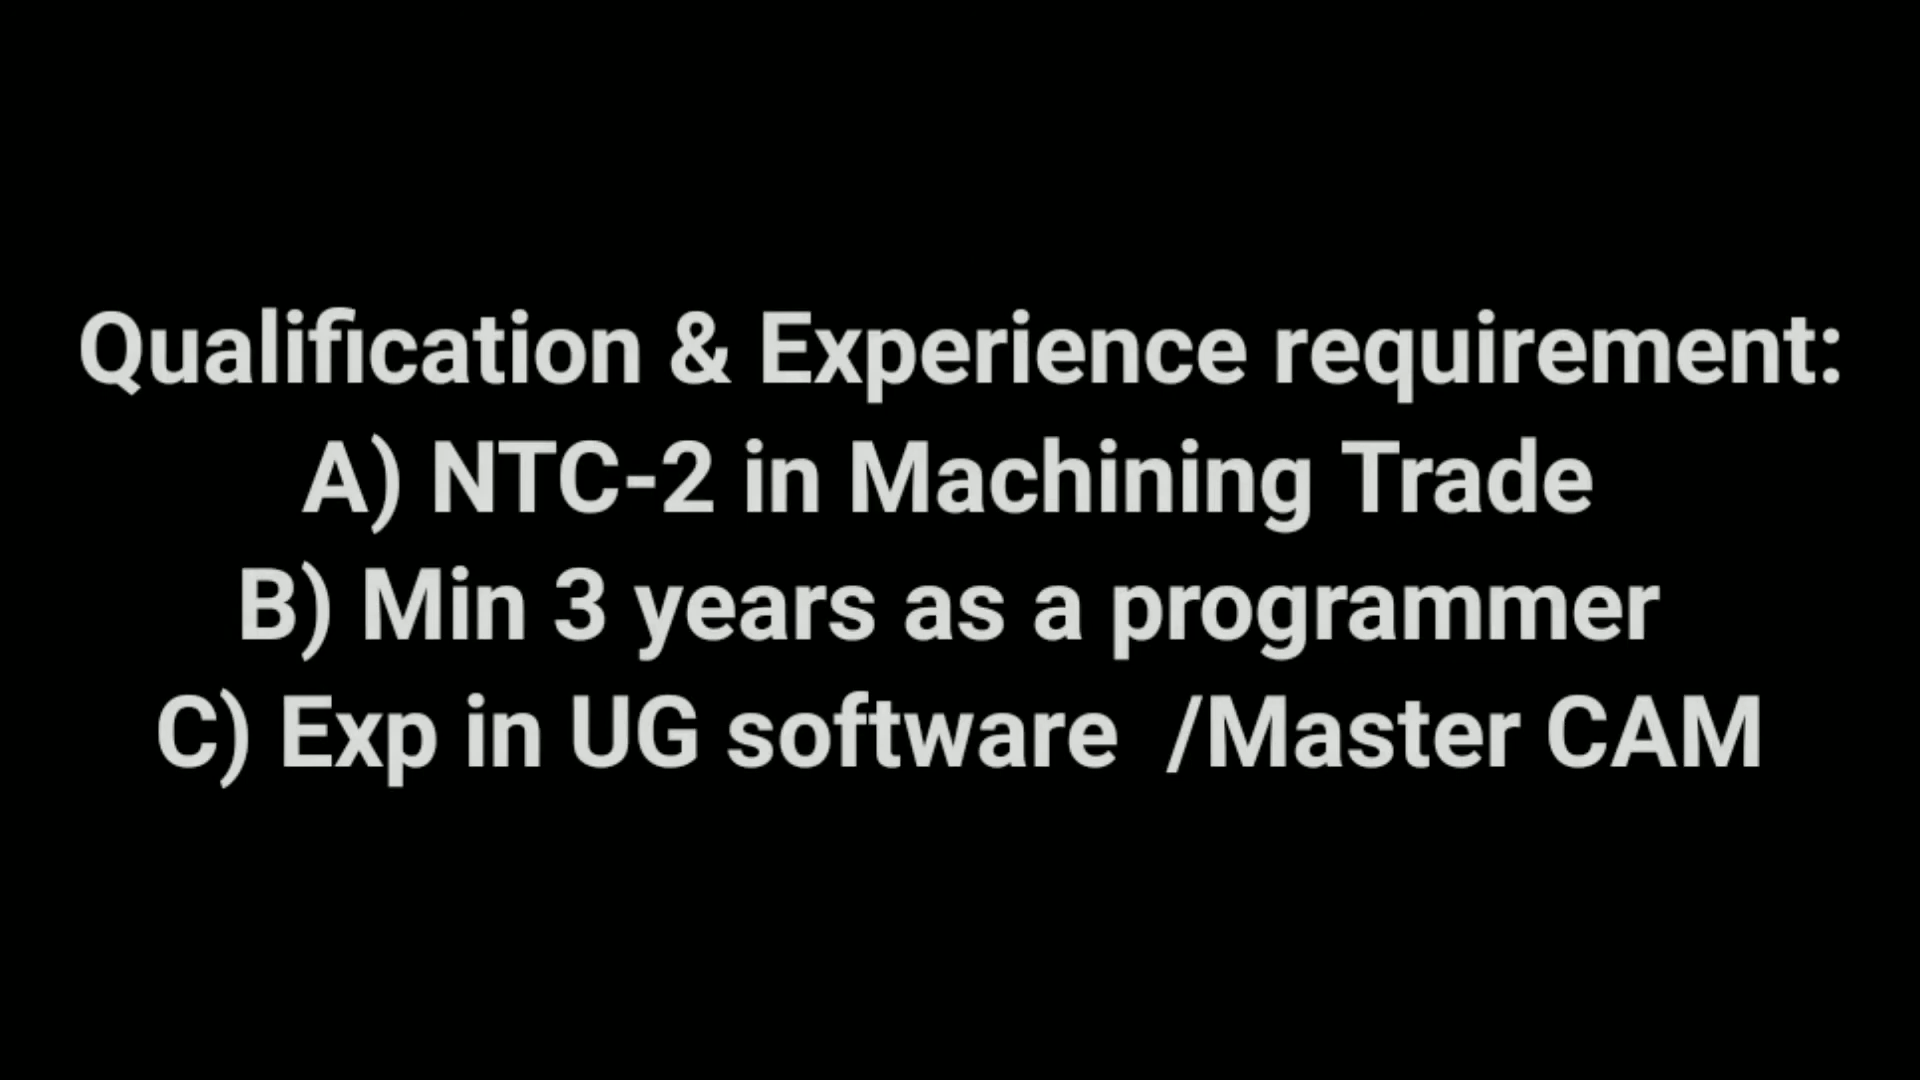 Qualification & Experience requirement:
A) NTC-2 in Machining Trade
B) Min 3 years as a programmer
C) Exp in UG software  /Master CAM